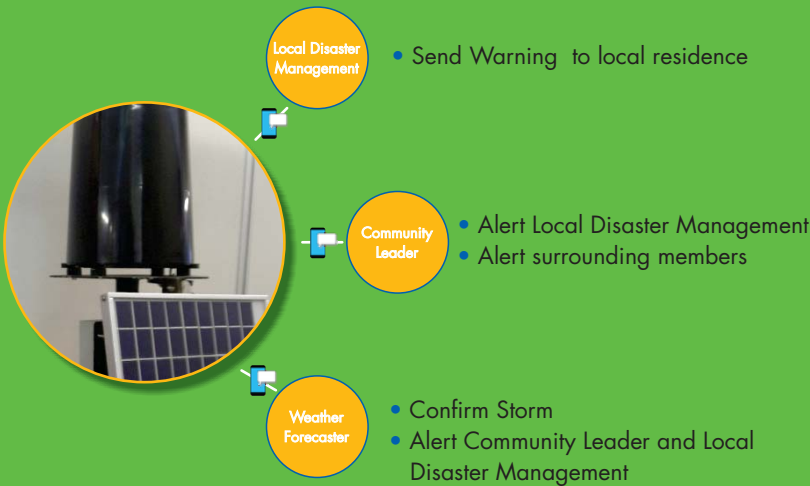 Local Disaster
Management
• Send Warning to local residence
Community
Leader
• Alert Local Disaster Management
• Alert surrounding members
Weather
Forecaster
• Confirm Storm
• Alert Community Leader and Local
Disaster Management